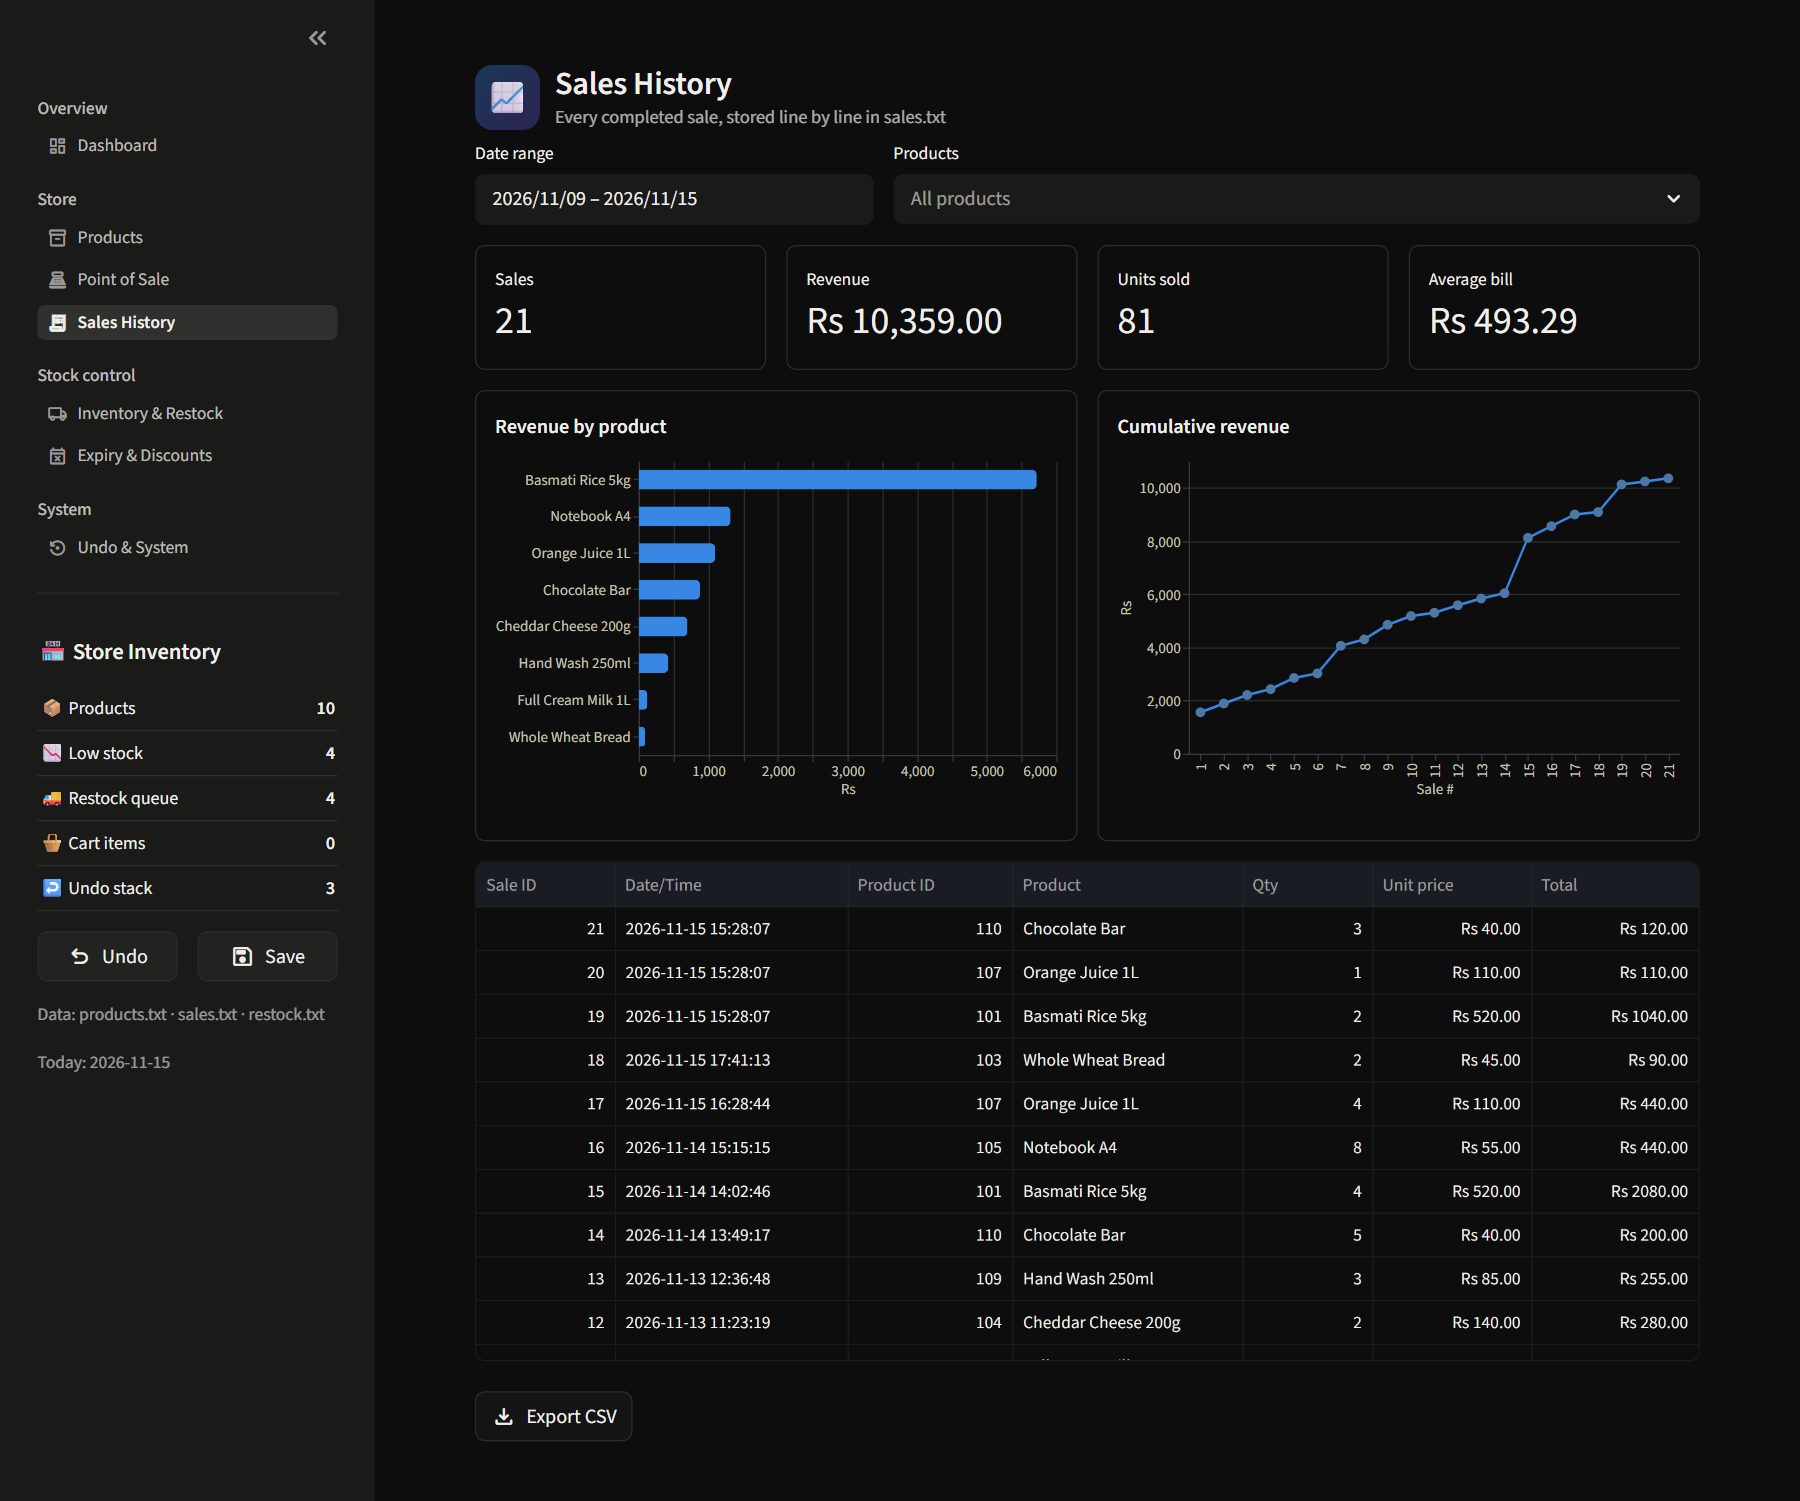 Overview
Dashboard
Store
Products
Point of Sale
Sales History
Stock control
Inventory & Restock
Expiry & Discounts
System
Undo & System
Store Inventory
Products 10
Low stock 4
Restock queue 4
Cart items 0
Undo stack 3
Undo Save
Data: products.txt · sales.txt · restock.txt
Today: 2026-11-15
Sales History
Every completed sale, stored line by line in sales.txt
Date range Products
2026/11/09 – 2026/11/15 All products
Sales Revenue Units sold Average bill
21 Rs 10,359.00 81 Rs 493.29
Revenue by product
Basmati Rice 5kg
Notebook A4
Orange Juice 1L
Chocolate Bar
Cheddar Cheese 200g
Hand Wash 250ml
Full Cream Milk 1L
Whole Wheat Bread
0 1,000 2,000 3,000 4,000 5,000 6,000
Rs
Cumulative revenue
10,000
8,000
6,000
4,000
2,000
0
Rs
1 2 3 4 5 6 7 8 9 10 11 12 13 14 15 16 17 18 19 20 21
Sale #
Sale ID Date/Time Product ID Product Qty Unit price Total
21 2026-11-15 15:28:07 110 Chocolate Bar 3 Rs 40.00 Rs 120.00
20 2026-11-15 15:28:07 107 Orange Juice 1L 1 Rs 110.00 Rs 110.00
19 2026-11-15 15:28:07 101 Basmati Rice 5kg 2 Rs 520.00 Rs 1040.00
18 2026-11-15 17:41:13 103 Whole Wheat Bread 2 Rs 45.00 Rs 90.00
17 2026-11-15 16:28:44 107 Orange Juice 1L 4 Rs 110.00 Rs 440.00
16 2026-11-14 15:15:15 105 Notebook A4 8 Rs 55.00 Rs 440.00
15 2026-11-14 14:02:46 101 Basmati Rice 5kg 4 Rs 520.00 Rs 2080.00
14 2026-11-14 13:49:17 110 Chocolate Bar 5 Rs 40.00 Rs 200.00
13 2026-11-13 12:36:48 109 Hand Wash 250ml 3 Rs 85.00 Rs 255.00
12 2026-11-13 11:23:19 104 Cheddar Cheese 200g 2 Rs 140.00 Rs 280.00
Export CSV